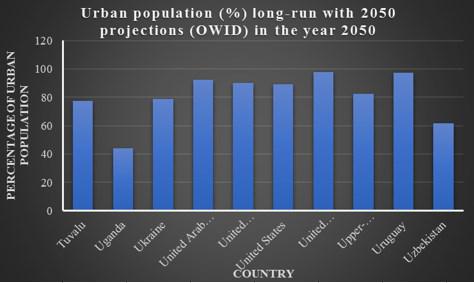 Urban population (%) long-run with 2050
projections (OWID) in the year 2050
PERCENTAGE OF URBAN
POPULATION
120
100
80
60
40
20
0
Tuvalu
Uganda
Ukraine
United Arab…
United…
United States
United…
Upper-…
Uruguay
Uzbekistan
COUNTRY